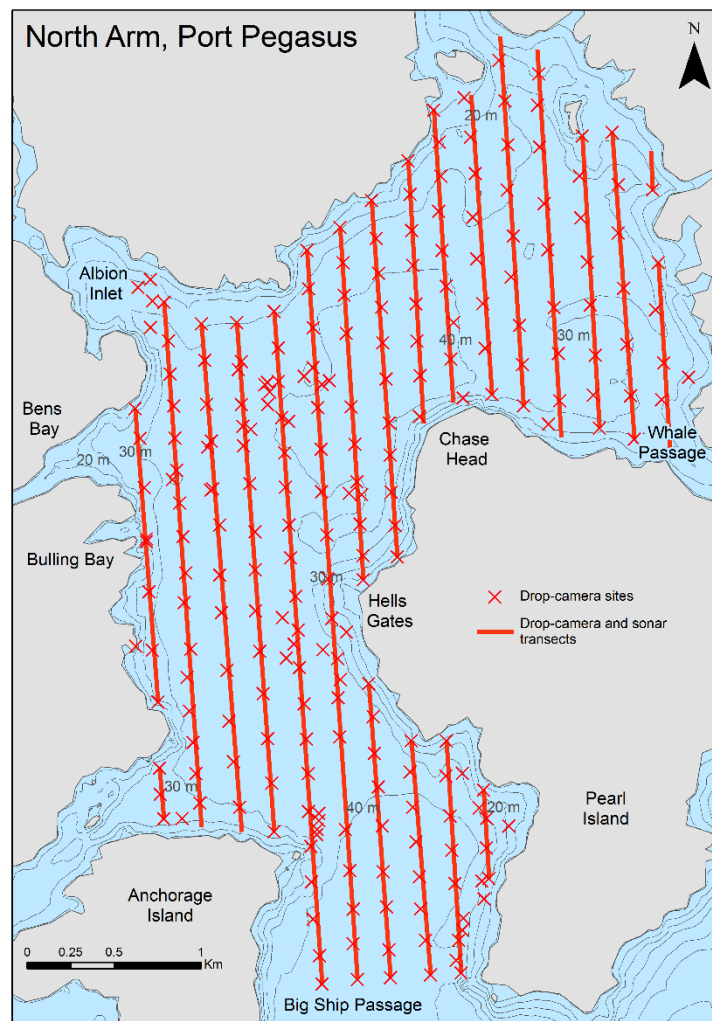 North Arm, Port Pegasus
N
20 m
Albion
Inlet
30 m
40 m
Bens
Bay
30 m
20 m
Chase
Head
Whale
Passage
Bulling Bay
30 m
Hells
Gates
Drop-camera sites
Drop-camera and sonar
transects
30 m
40 m
20 m
Pearl
Island
Anchorage
Island
0 0.25 0.5 1
Km
Big Ship Passage